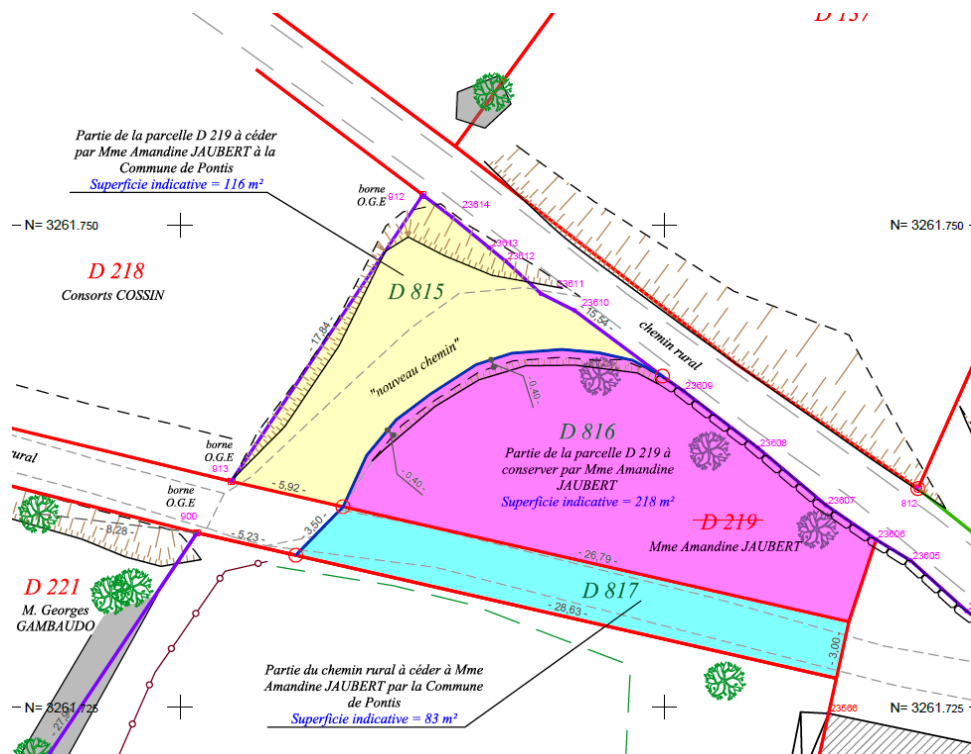 D 137
Partie de la parcelle D 219 à céder
par Mme Amandine JAUBERT à la
Commune de Pontis
Superficie indicative = 116 m²
borne
O.G.E
912
23614
N= 3261.750
N= 3261.750
23613
23612
D 218
Consorts COSSIN
23611
D 815
23610
- 15,54 -
- 17,84 -
chemin rural
"nouveau chemin"
23609
- 0,40 -
D 816
Partie de la parcelle D 219 à
conserver par Mme Amandine
JAUBERT
Superficie indicative = 218 m²
23608
borne
O.G.E
913
rural
- 0,40 -
812
23607
borne
O.G.E
900
- 5,92 -
- 3,50 -
D 219
Mme Amandine JAUBERT
23606
23605
- 8,28 -
- 5,23 -
- 26,79 -
D 221
M. Georges
GAMBAUDO
D 817
- 28,63 -
- 3,00 -
Partie du chemin rural à céder à Mme
Amandine JAUBERT par la Commune
de Pontis
Superficie indicative = 83 m²
N= 3261.725
N= 3261.725
23566